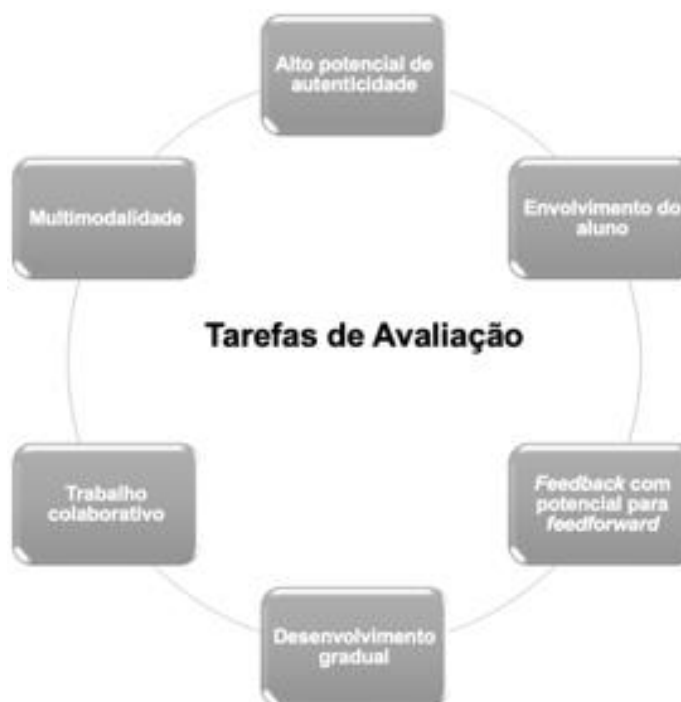 Alto potencial de
autenticidade
Envolvimento do
aluno
Feedback com
potencial para
feedforward
Desenvolvimento
gradual
Trabalho
colaborativo
Multimodalidade
Tarefas de Avaliação